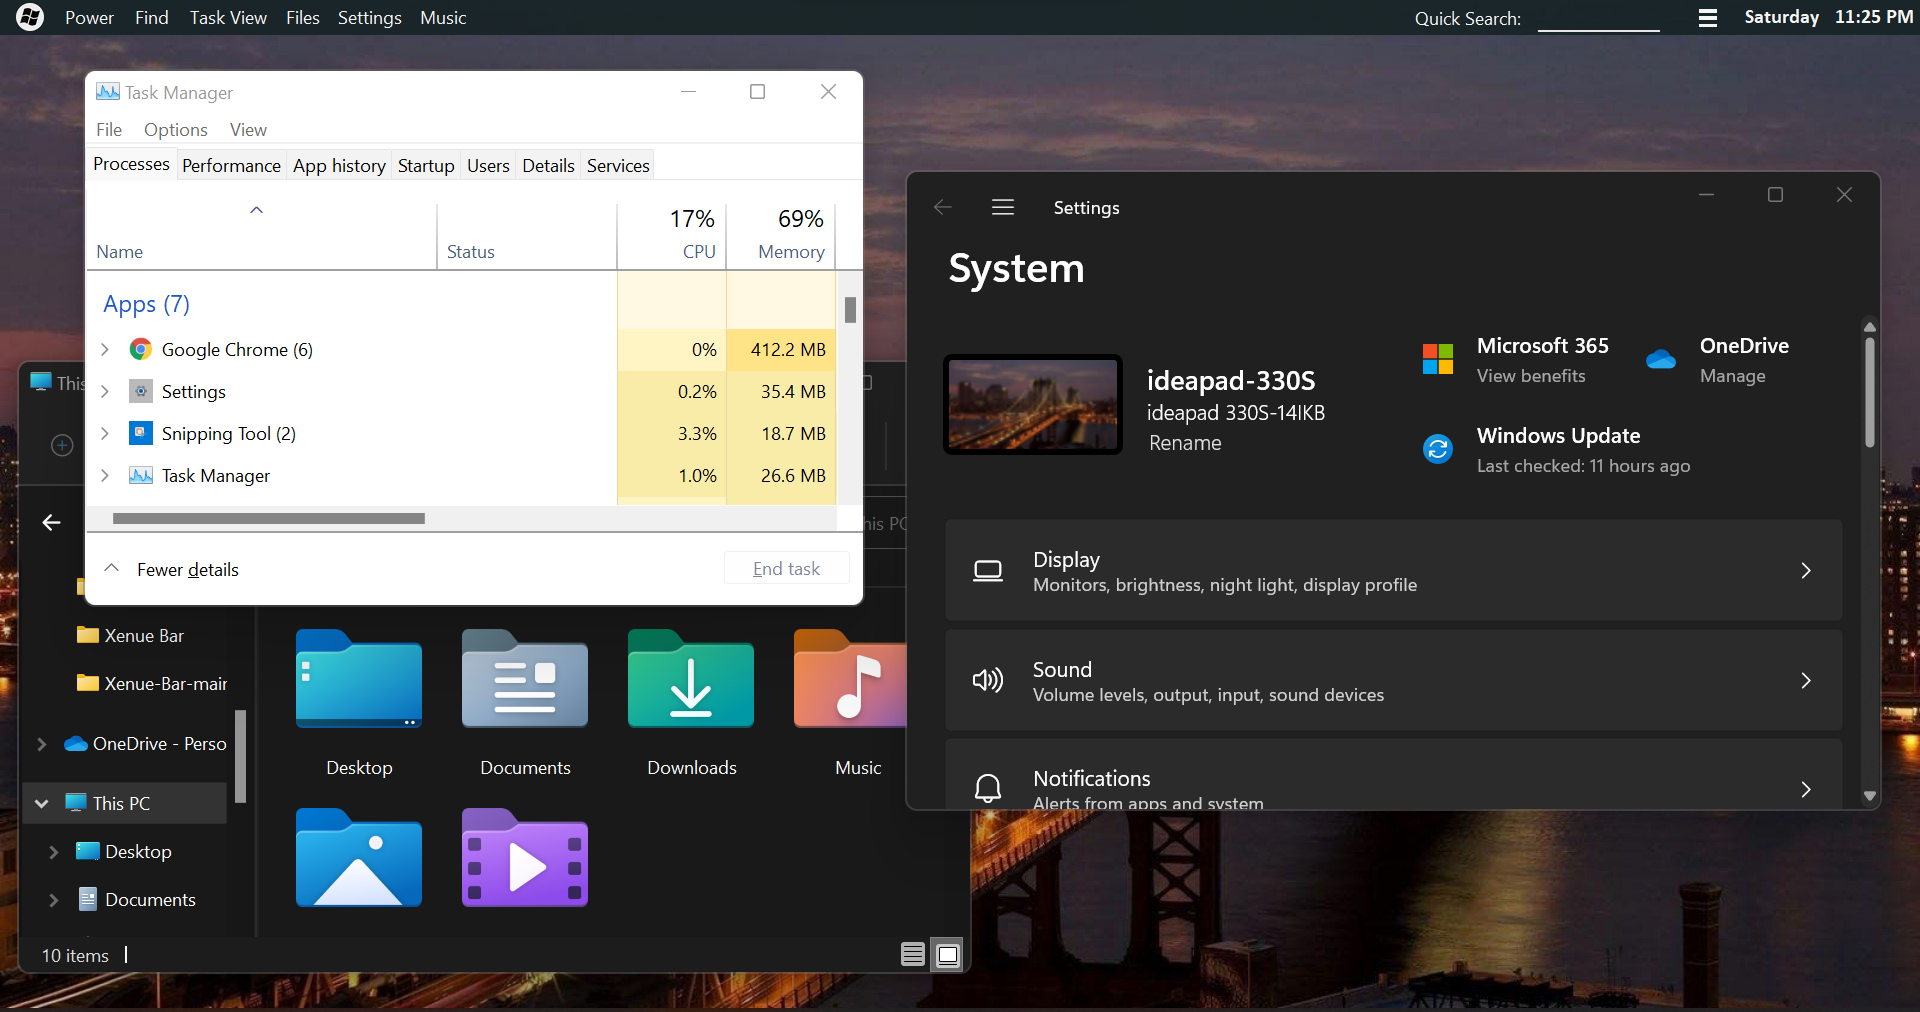 Power Find Task View Files Settings Music
Quick Search:
Saturday 11:25 PM
Task Manager
File Options View
Processes Performance App history Startup Users Details Services
17% 69%
Name Status CPU Memory
Apps (7)
Google Chrome (6) 0% 412.2 MB
Settings 0.2% 35.4 MB
Snipping Tool (2) 3.3% 18.7 MB
Task Manager 1.0% 26.6 MB
Fewer details
End task
This
his PC
Xenue Bar
Xenue-Bar-mair
OneDrive - Perso
This PC
Desktop
Documents
Desktop Documents Downloads Music
10 items
Settings
System
ideapad-330S
ideapad 330S-14IKB
Rename
Microsoft 365
View benefits
OneDrive
Manage
Windows Update
Last checked: 11 hours ago
Display
Monitors, brightness, night light, display profile
Sound
Volume levels, output, input, sound devices
Notifications
Alerts from apps and system